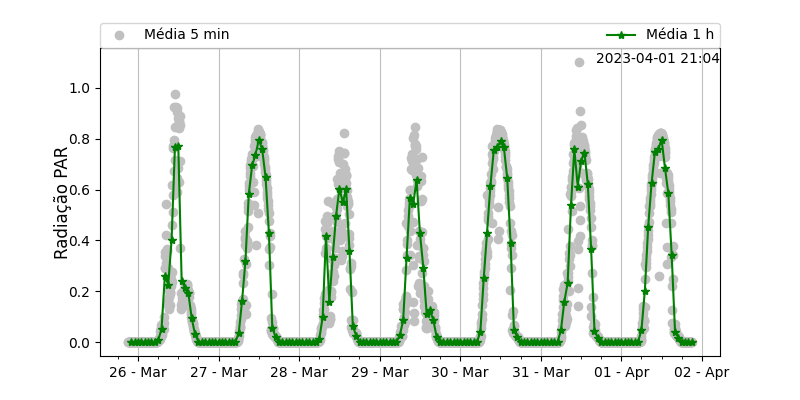 Média 5 min
Média 1 h
2023-04-01 21:04
Radiação PAR
1.0
0.8
0.6
0.4
0.2
0.0
26 - Mar
27 - Mar
28 - Mar
29 - Mar
30 - Mar
31 - Mar
01 - Apr
02 - Apr